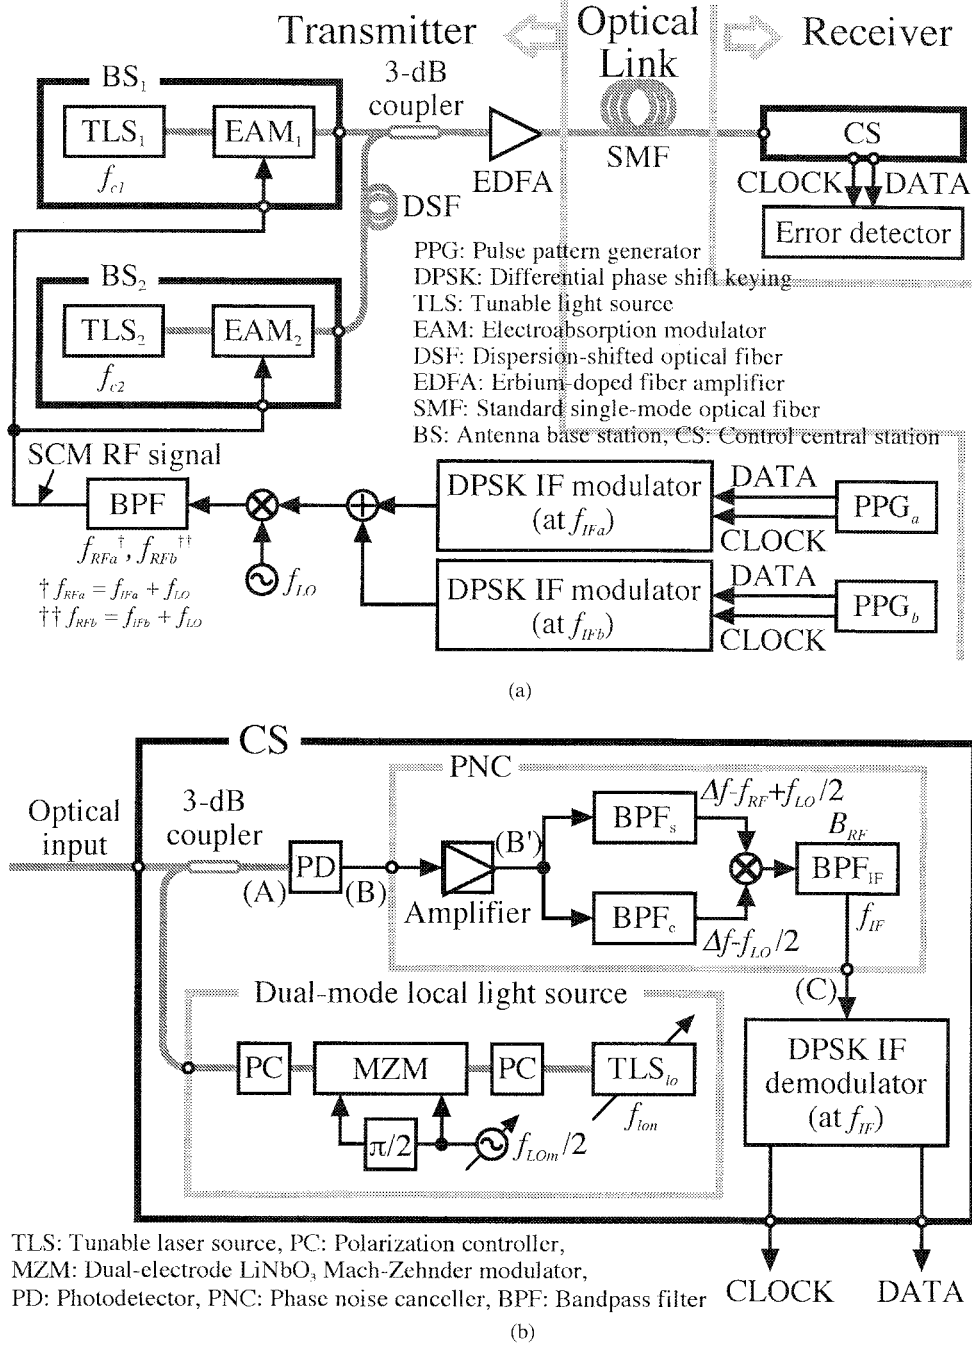 Transmitter
Optical
Link
Receiver
BS1
3-dB
coupler
TLS1
EAM1
fc1
EDFA
SMF
CS
CLOCK
DATA
Error detector
DSF
BS2
TLS2
EAM2
fc2
PPG: Pulse pattern generator
DPSK: Differential phase shift keying
TLS: Tunable light source
EAM: Electroabsorption modulator
DSF: Dispersion-shifted optical fiber
EDFA: Erbium-doped fiber amplifier
SMF: Standard single-mode optical fiber
BS: Antenna base station, CS: Control central station
SCM RF signal
BPF
fRFa†, fRFb††
† fRFa = fIFa + fLO
†† fRFb = fIFb + fLO
fLO
DPSK IF modulator
(at fIFa)
DATA
CLOCK
PPGa
DPSK IF modulator
(at fIFb)
DATA
CLOCK
PPGb
(a)
CS
PNC
Optical
input
3-dB
coupler
(A)
PD
(B)
Amplifier
(B')
BPFs
Δf-fRF+fLO/2
BPFc
Δf-fLO/2
BRF
BPFIF
fIF
(C)
Dual-mode local light source
PC
MZM
PC
TLSlo
flon
π/2
fLOm/2
DPSK IF
demodulator
(at fIF)
TLS: Tunable laser source, PC: Polarization controller,
MZM: Dual-electrode LiNbO3 Mach-Zehnder modulator,
PD: Photodetector, PNC: Phase noise canceller, BPF: Bandpass filter
CLOCK
DATA
(b)